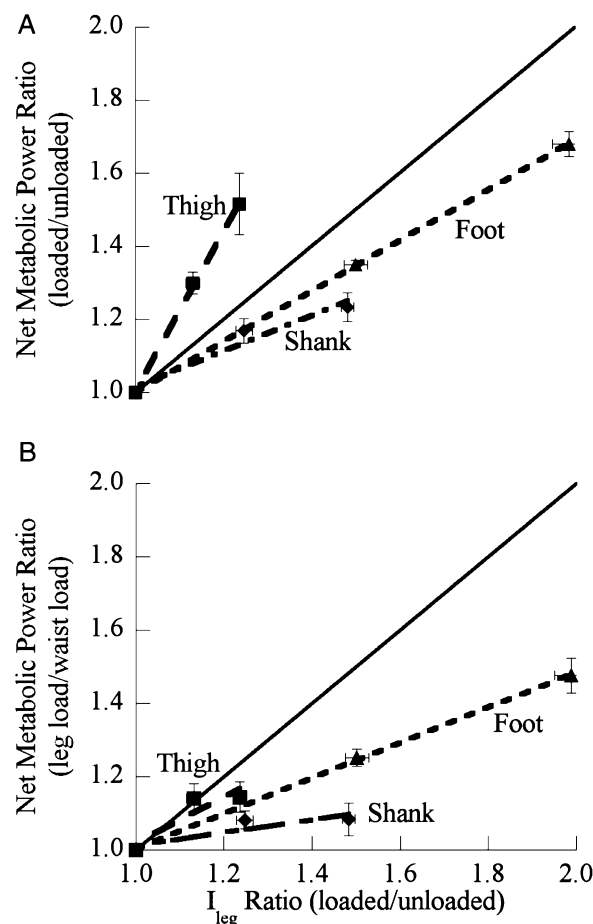 A
2.0
1.8
1.6
1.4
1.2
1.0
Net Metabolic Power Ratio
(loaded/unloaded)
Thigh
Foot
Shank
B
2.0
1.8
1.6
1.4
1.2
1.0
Net Metabolic Power Ratio
(leg load/waist load)
Thigh
Foot
Shank
1.0 1.2 1.4 1.6 1.8 2.0
I leg Ratio (loaded/unloaded)